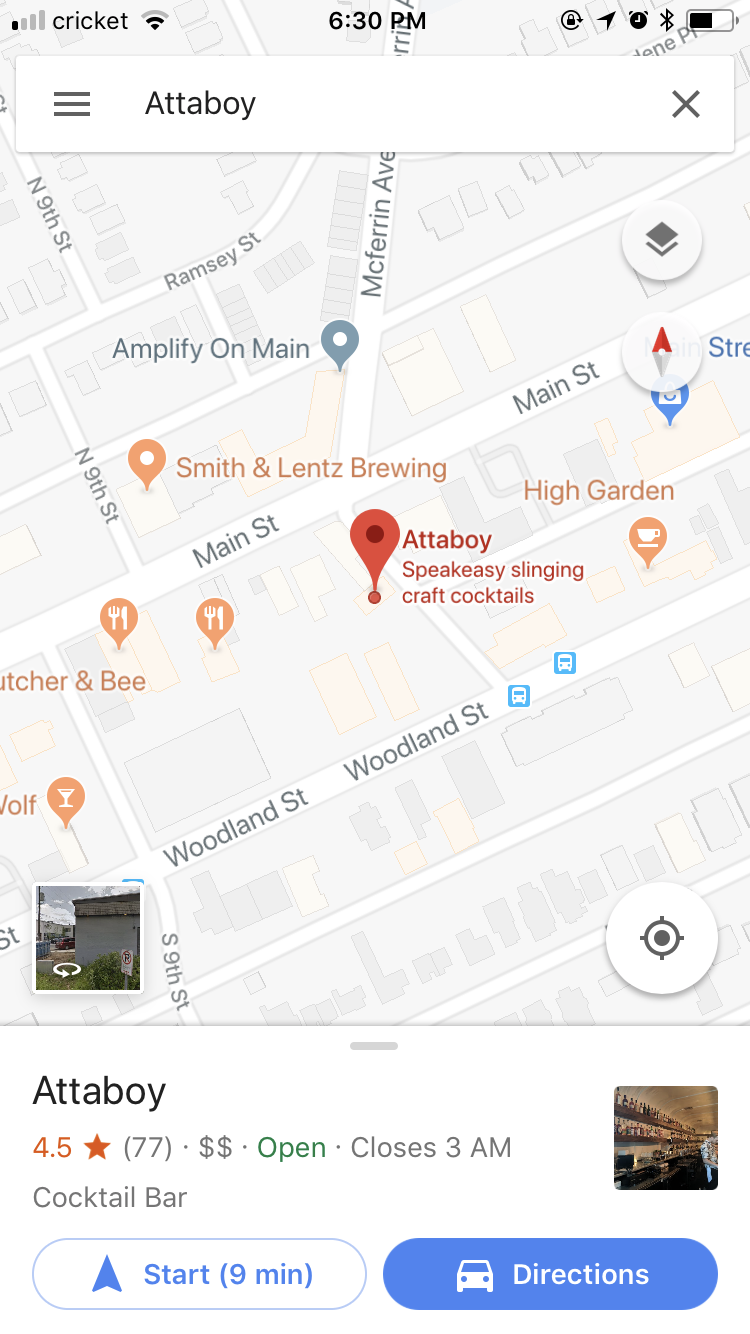 cricket
6:30 PM
Attaboy
N 9th St
Ramsey St
Mcferrin Ave
Amplify On Main
Main St
N 9th St
Smith & Lentz Brewing
High Garden
Main St
Attaboy
Speakeasy slinging
craft cocktails
utcher & Bee
Woodland St
Wolf
Woodland St
St
S 9th St
Attaboy
4.5 ★ (77) · $$ · Open · Closes 3 AM
Cocktail Bar
Start (9 min)
Directions